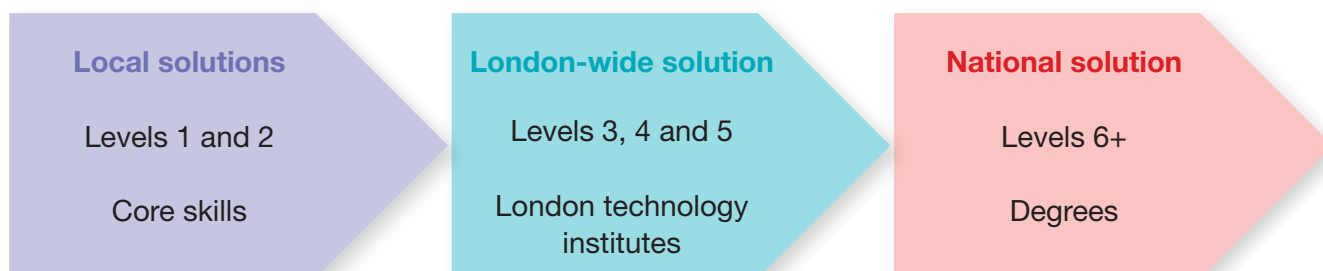 Local solutions
Levels 1 and 2
Core skills
London-wide solution
Levels 3, 4 and 5
London technology
institutes
National solution
Levels 6+
Degrees